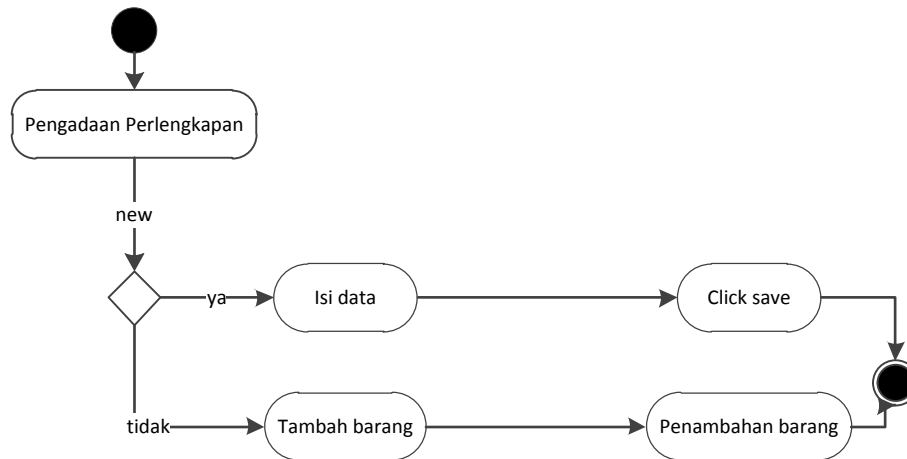 Pengadaan Perlengkapan
new
ya
Isi data
Click save
tidak
Tambah barang
Penambahan barang